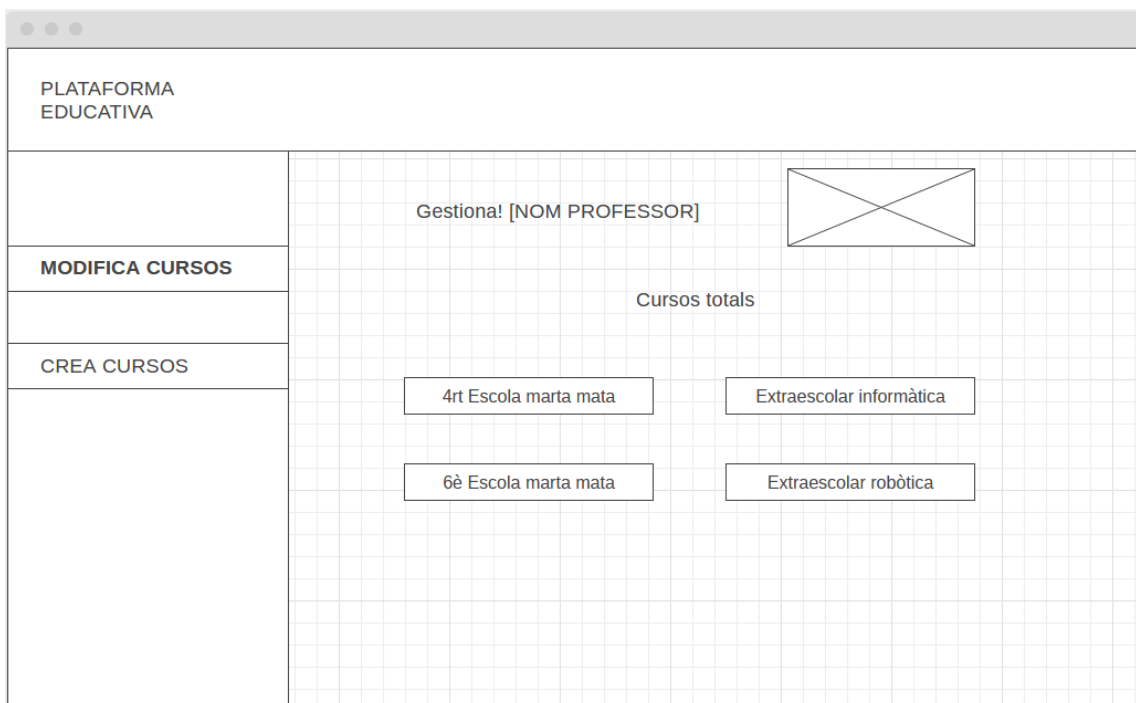 PLATAFORMA
EDUCATIVA
Gestiona! [NOM PROFESSOR]
MODIFICA CURSOS
Cursos totals
CREA CURSOS
4rt Escola marta mata
Extraescolar informàtica
6è Escola marta mata
Extraescolar robòtica